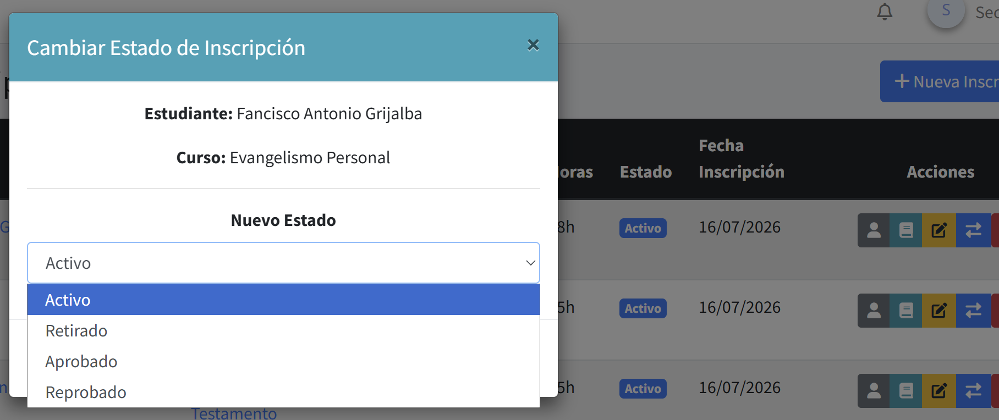 S
Cambiar Estado de Inscripción
Estudiante: Fancisco Antonio Grijalba
Nueva Inscr
Curso: Evangelismo Personal
Fecha
Inscripción
Estado
Acciones
Nuevo Estado
8h Activo 16/07/2026
Activo
Activo
5h Activo 16/07/2026
Retirado
Aprobado
Reprobado
5h Activo 16/07/2026
Testamento